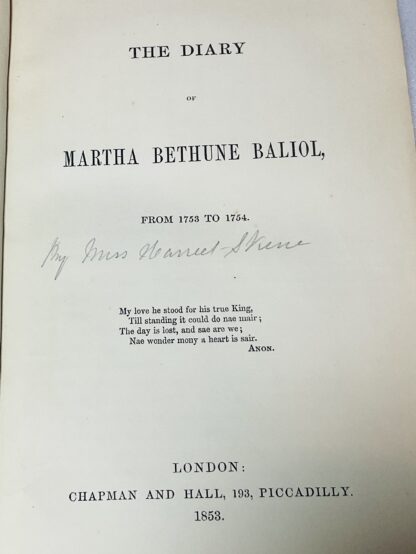 THE DIARY
OF
MARTHA BETHUNE BALIOL,
FROM 1753 TO 1754.
By Miss Harriet Skene
My love he stood for his true King,
Till standing it could do nae mair;
The day is lost, and sae are we;
Nae wonder mony a heart is sair.
ANON.
LONDON:
CHAPMAN AND HALL, 193, PICCADILLY.
1853.